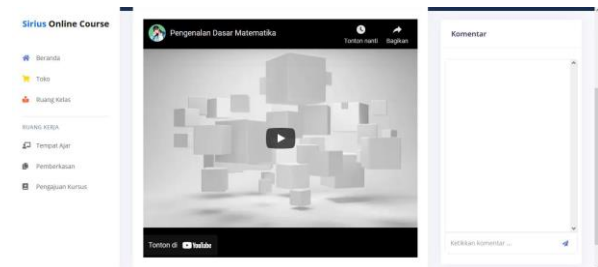 Sirius Online Course
Beranda
Toko
Ruang Kelas
RUANG KERJA
Tempat Ajar
Pemberkasan
Pengajuan Kursus
Pengenalan Dasar Matematika
Tonton nanti
Bagikan
Tonton di YouTube
Komentar
Ketikkan komentar ...